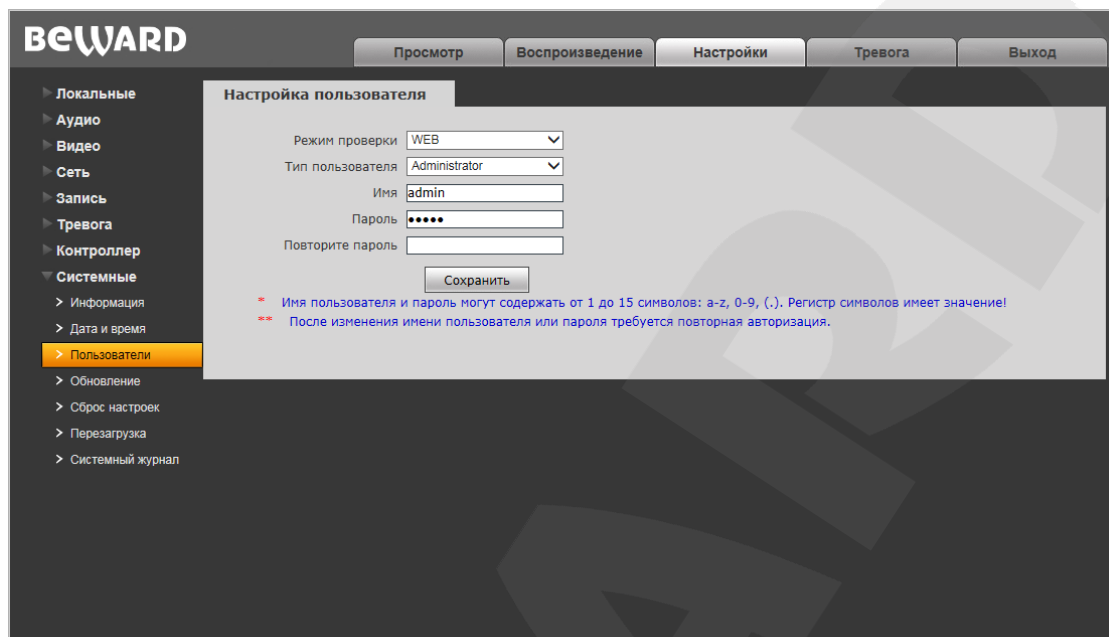 BEWARD
Просмотр
Воспроизведение
Настройки
Тревога
Выход
Локальные
Аудио
Видео
Сеть
Запись
Тревога
Контроллер
Системные
> Информация
> Дата и время
> Пользователи
> Обновление
> Сброс настроек
> Перезагрузка
> Системный журнал
Настройка пользователя
Режим проверки WEB
Тип пользователя Administrator
Имя admin
Пароль •••••
Повторите пароль
Сохранить
* Имя пользователя и пароль могут содержать от 1 до 15 символов: a-z, 0-9, (.). Регистр символов имеет значение!
** После изменения имени пользователя или пароля требуется повторная авторизация.